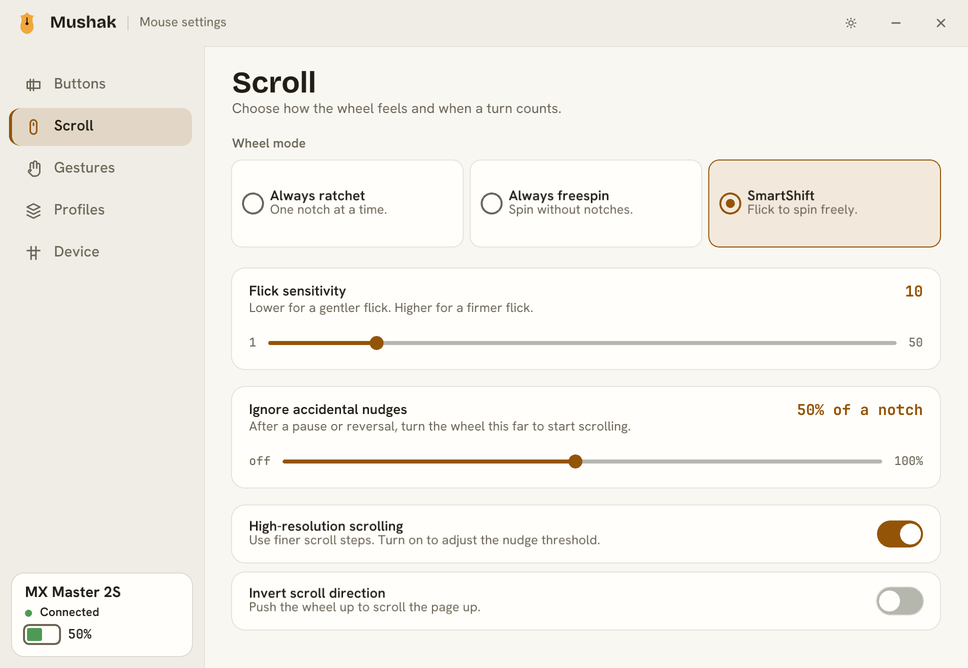 Mushak
Mouse settings
Buttons
Scroll
Gestures
Profiles
Device
MX Master 2S
Connected
50%
Scroll
Choose how the wheel feels and when a turn counts.
Wheel mode
Always ratchet
One notch at a time.
Always freespin
Spin without notches.
SmartShift
Flick to spin freely.
Flick sensitivity
10
Lower for a gentler flick. Higher for a firmer flick.
1
50
Ignore accidental nudges
50% of a notch
After a pause or reversal, turn the wheel this far to start scrolling.
off
100%
High-resolution scrolling
Use finer scroll steps. Turn on to adjust the nudge threshold.
Invert scroll direction
Push the wheel up to scroll the page up.